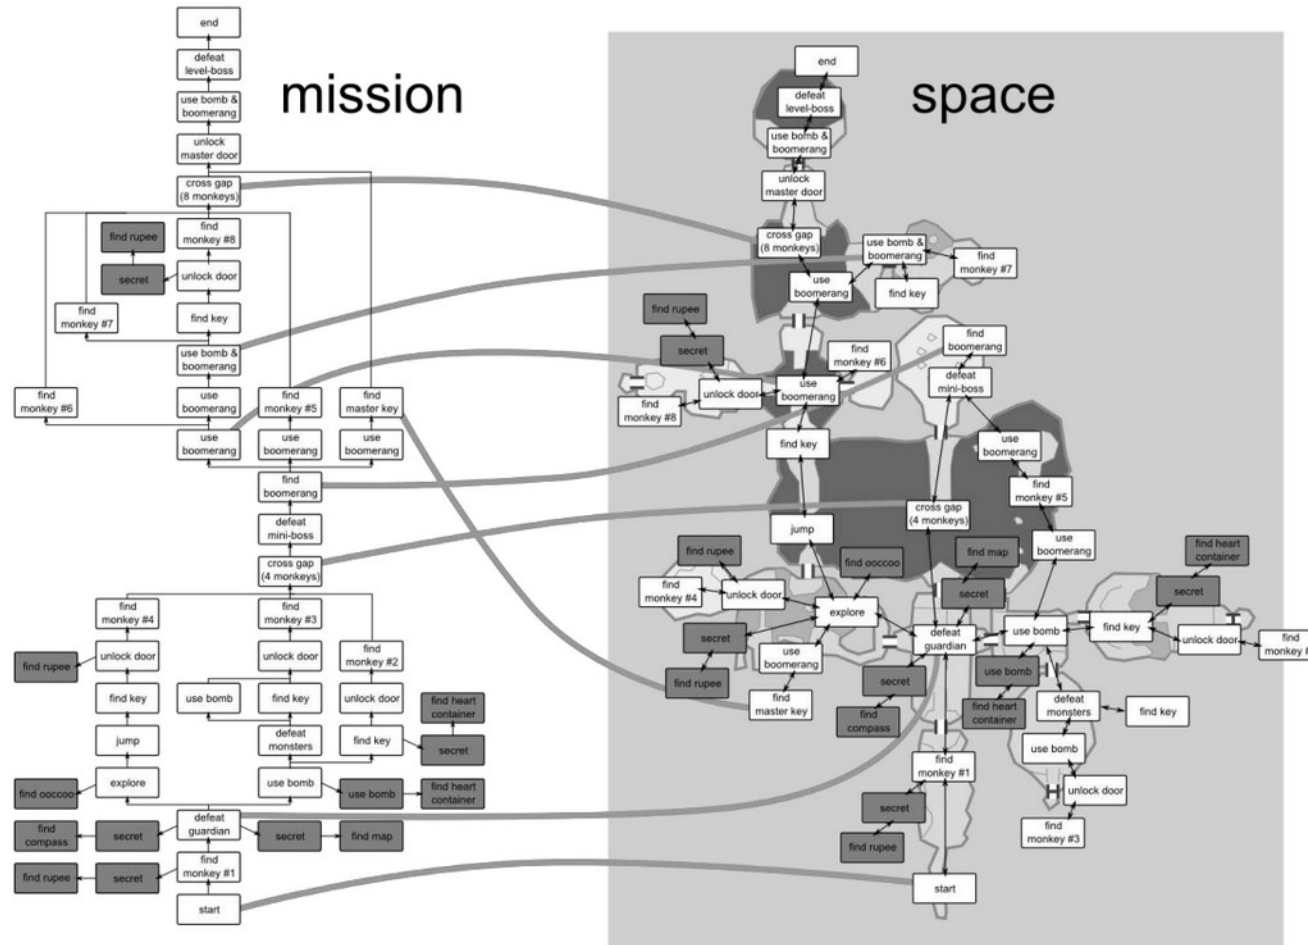 mission
end
defeat
level-boss
use bomb &
boomerang
unlock
master door
cross gap
(8 monkeys)
find
monkey #8
find rupee
secret
unlock door
find
monkey #7
find key
use bomb &
boomerang
find
monkey #6
use
boomerang
find
monkey #5
find
master key
use
boomerang
use
boomerang
use
boomerang
find
boomerang
defeat
mini-boss
cross gap
(4 monkeys)
find
monkey #4
find
monkey #3
find
monkey #2
find rupee
unlock door
unlock door
unlock door
find key
use bomb
find key
find heart
container
jump
defeat
monsters
find key
secret
find ooccoo
explore
use bomb
use bomb
find heart
container
find
compass
secret
defeat
guardian
secret
find map
find rupee
secret
find
monkey #1
start
space
end
defeat
level-boss
use bomb &
boomerang
unlock
master door
cross gap
(8 monkeys)
use bomb &
boomerang
find
monkey #7
use
boomerang
find key
find rupee
secret
find
monkey #6
find
boomerang
find
monkey #8
unlock door
use
boomerang
defeat
mini-boss
find key
use
boomerang
find
monkey #5
jump
cross gap
(4 monkeys)
use
boomerang
find rupee
find ooccoo
find map
find heart
container
find
monkey #4
unlock door
explore
secret
secret
secret
use
boomerang
defeat
guardian
use bomb
find key
unlock door
find
monkey #
find rupee
find
master key
secret
find
compass
use bomb
find heart
container
defeat
monsters
find key
use bomb
find
monkey #1
secret
find rupee
unlock door
find
monkey #3
start